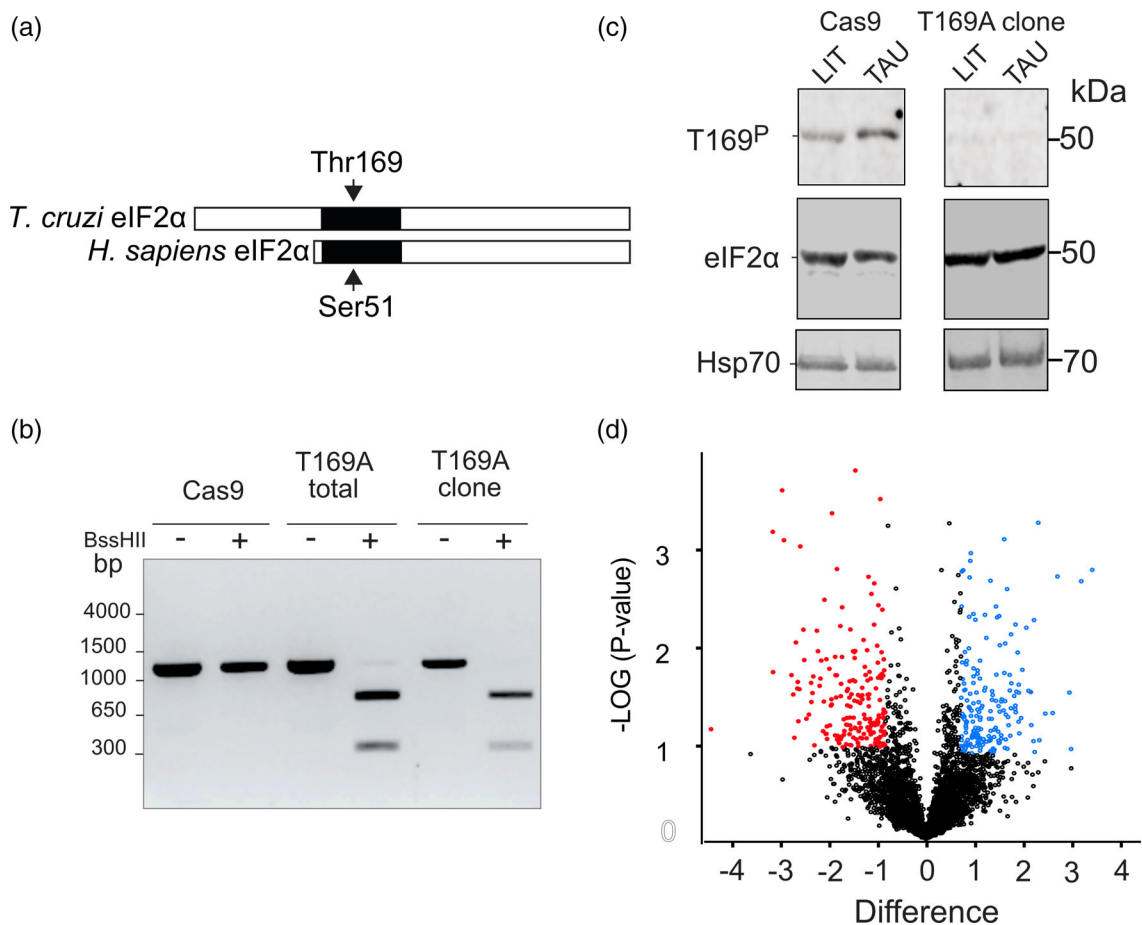 (a)
Thr169
T. cruzi eIF2α
H. sapiens eIF2α
Ser51
(b)
Cas9 T169A total T169A clone
BssHII - + - + - +
bp
4000
1500
1000
650
300
(c)
Cas9 T169A clone
LIT TAU LIT TAU
kDa
T169P 50
eIF2α 50
Hsp70 70
(d)
-LOG (P-value)
3
2
1
0
-4 -3 -2 -1 0 1 2 3 4
Difference